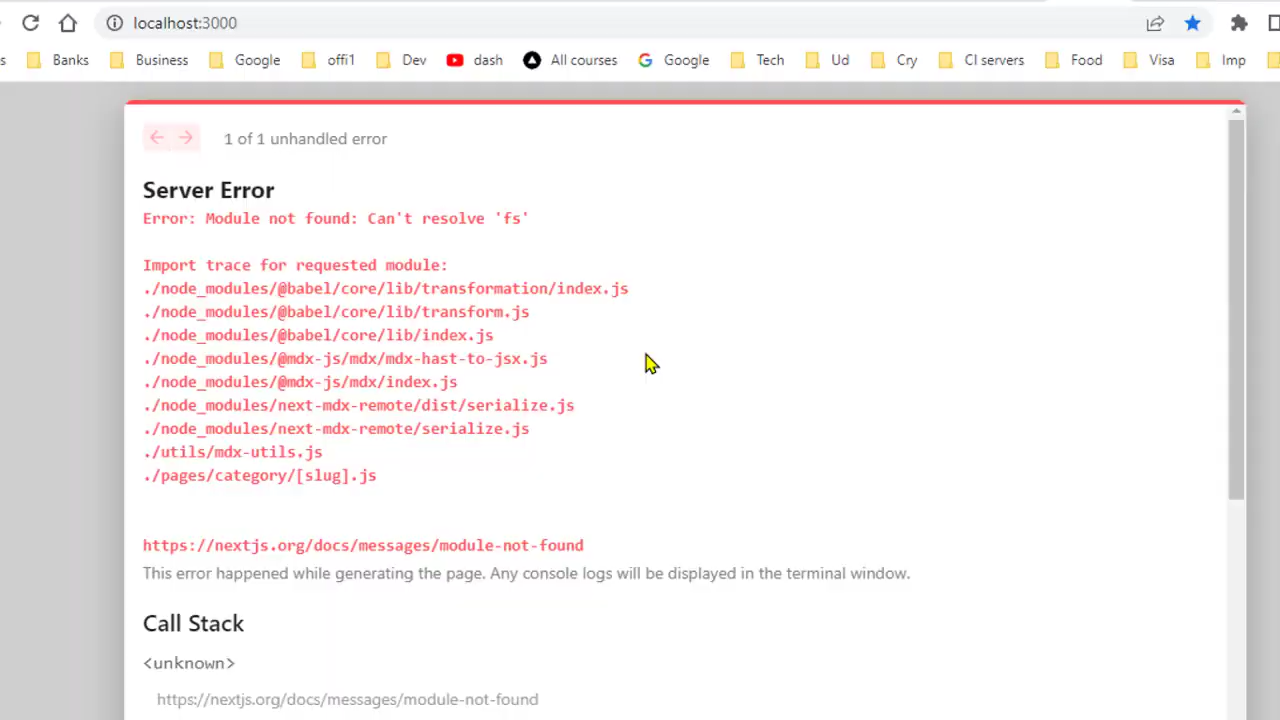 localhost:3000
s Banks Business Google offi1 Dev dash All courses Google Tech Ud Cry CI servers Food Visa Imp
1 of 1 unhandled error
Server Error
Error: Module not found: Can't resolve 'fs'
Import trace for requested module:
./node_modules/@babel/core/lib/transformation/index.js
./node_modules/@babel/core/lib/transform.js
./node_modules/@babel/core/lib/index.js
./node_modules/@mdx-js/mdx/mdx-hast-to-jsx.js
./node_modules/@mdx-js/mdx/index.js
./node_modules/next-mdx-remote/dist/serialize.js
./node_modules/next-mdx-remote/serialize.js
./utils/mdx-utils.js
./pages/category/[slug].js
https://nextjs.org/docs/messages/module-not-found
This error happened while generating the page. Any console logs will be displayed in the terminal window.
Call Stack
<unknown>
https://nextjs.org/docs/messages/module-not-found